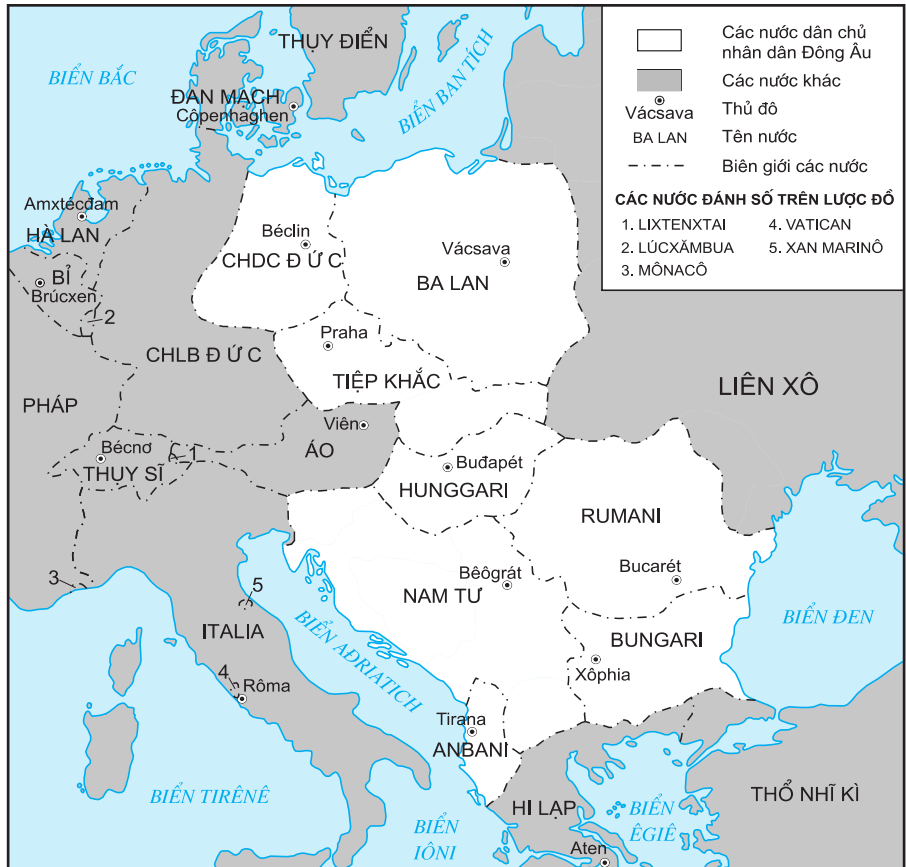 THỤY ĐIỂN
BIỂN BẮC
ĐAN MẠCH
Côpenhaghen
BIỂN BAN TÍCH
Các nước dân chủ
nhân dân Đông Âu
Các nước khác
Vácsava
Thủ đô
BA LAN
Tên nước
Biên giới các nước
CÁC NƯỚC ĐÁNH SỐ TRÊN LƯỢC ĐỒ
1. LIXTENXTAI
4. VATICAN
2. LÚCXĂMBUA
5. XAN MARINÔ
3. MÔNACÔ
Amxtécđam
HÀ LAN
Béclin
CHDC Đ Ứ C
Vácsava
BA LAN
BỈ
Brúcxen
2
Praha
CHLB Đ Ứ C
TIỆP KHẮC
LIÊN XÔ
PHÁP
Viên
ÁO
Bécnơ
1
THỤY SĨ
Buđapét
HUNGGARI
RUMANI
3
5
Bêôgrát
NAM TƯ
Bucarét
ITALIA
BIỂN AĐRIATICH
BUNGARI
BIỂN ĐEN
Xôphia
4
Rôma
Tirana
ANBANI
BIỂN TIRÊNÊ
HI LẠP
THỔ NHĨ KÌ
BIỂN
IÔNI
BIỂN
ÊGIÊ
Aten